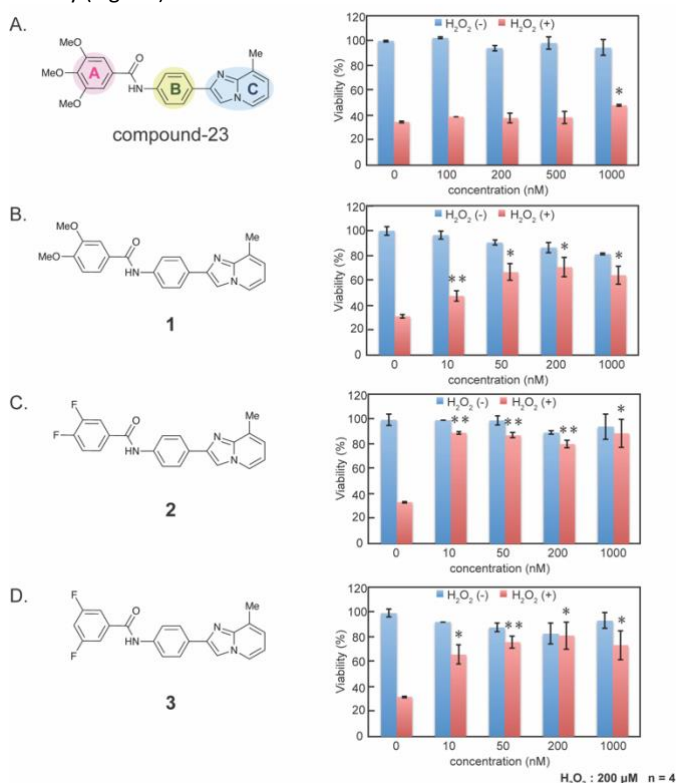 A.
MeO
MeO
MeO
A
O
N
H
B
N
N
C
Me
compound-23
H2O2 (-) H2O2 (+)
Viability (%)
120
100
80
60
40
20
0
*
0 100 200 500 1000
concentration (nM)
B.
MeO
MeO
O
HN
N
N
Me
1
H2O2 (-) H2O2 (+)
Viability (%)
120
100
80
60
40
20
0
** * * *
0 10 50 200 1000
concentration (nM)
C.
F
F
O
HN
N
N
Me
2
H2O2 (-) H2O2 (+)
Viability (%)
120
100
80
60
40
20
0
** ** ** *
0 10 50 200 1000
concentration (nM)
D.
F
F
O
HN
N
N
Me
3
H2O2 (-) H2O2 (+)
Viability (%)
120
100
80
60
40
20
0
* ** * *
0 10 50 200 1000
concentration (nM)
H2O2 : 200 µM n = 4